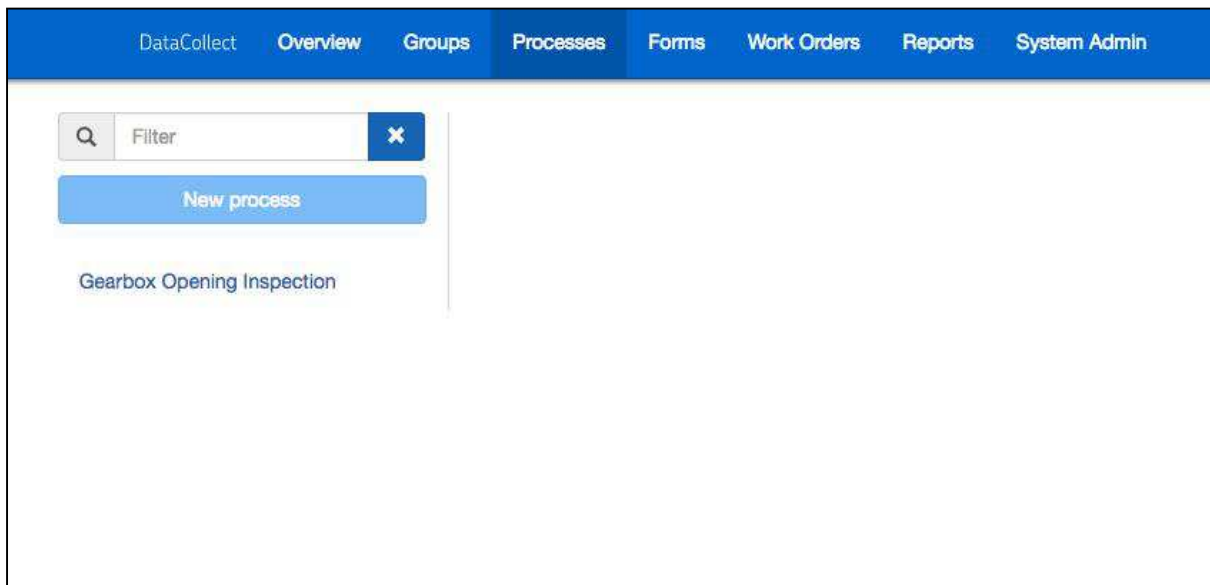 DataCollect Overview Groups Processes Forms Work Orders Reports System Admin
Filter
New process
Gearbox Opening Inspection